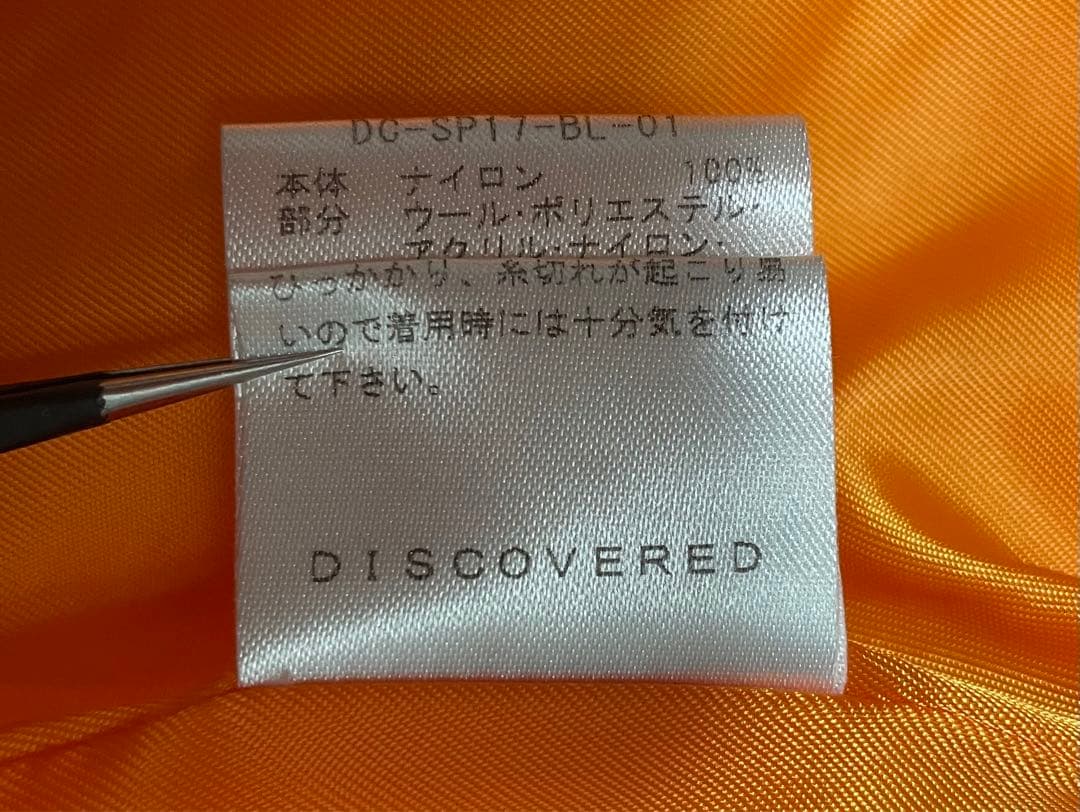 DC-SP17-BL-01
本体 ナイロン 100%
部分 ウール・ポリエステル・
アクリル・ナイロン・
ひっかかり、糸切れが起こり易
いので着用時には十分気を付け
て下さい。
DISCOVERED